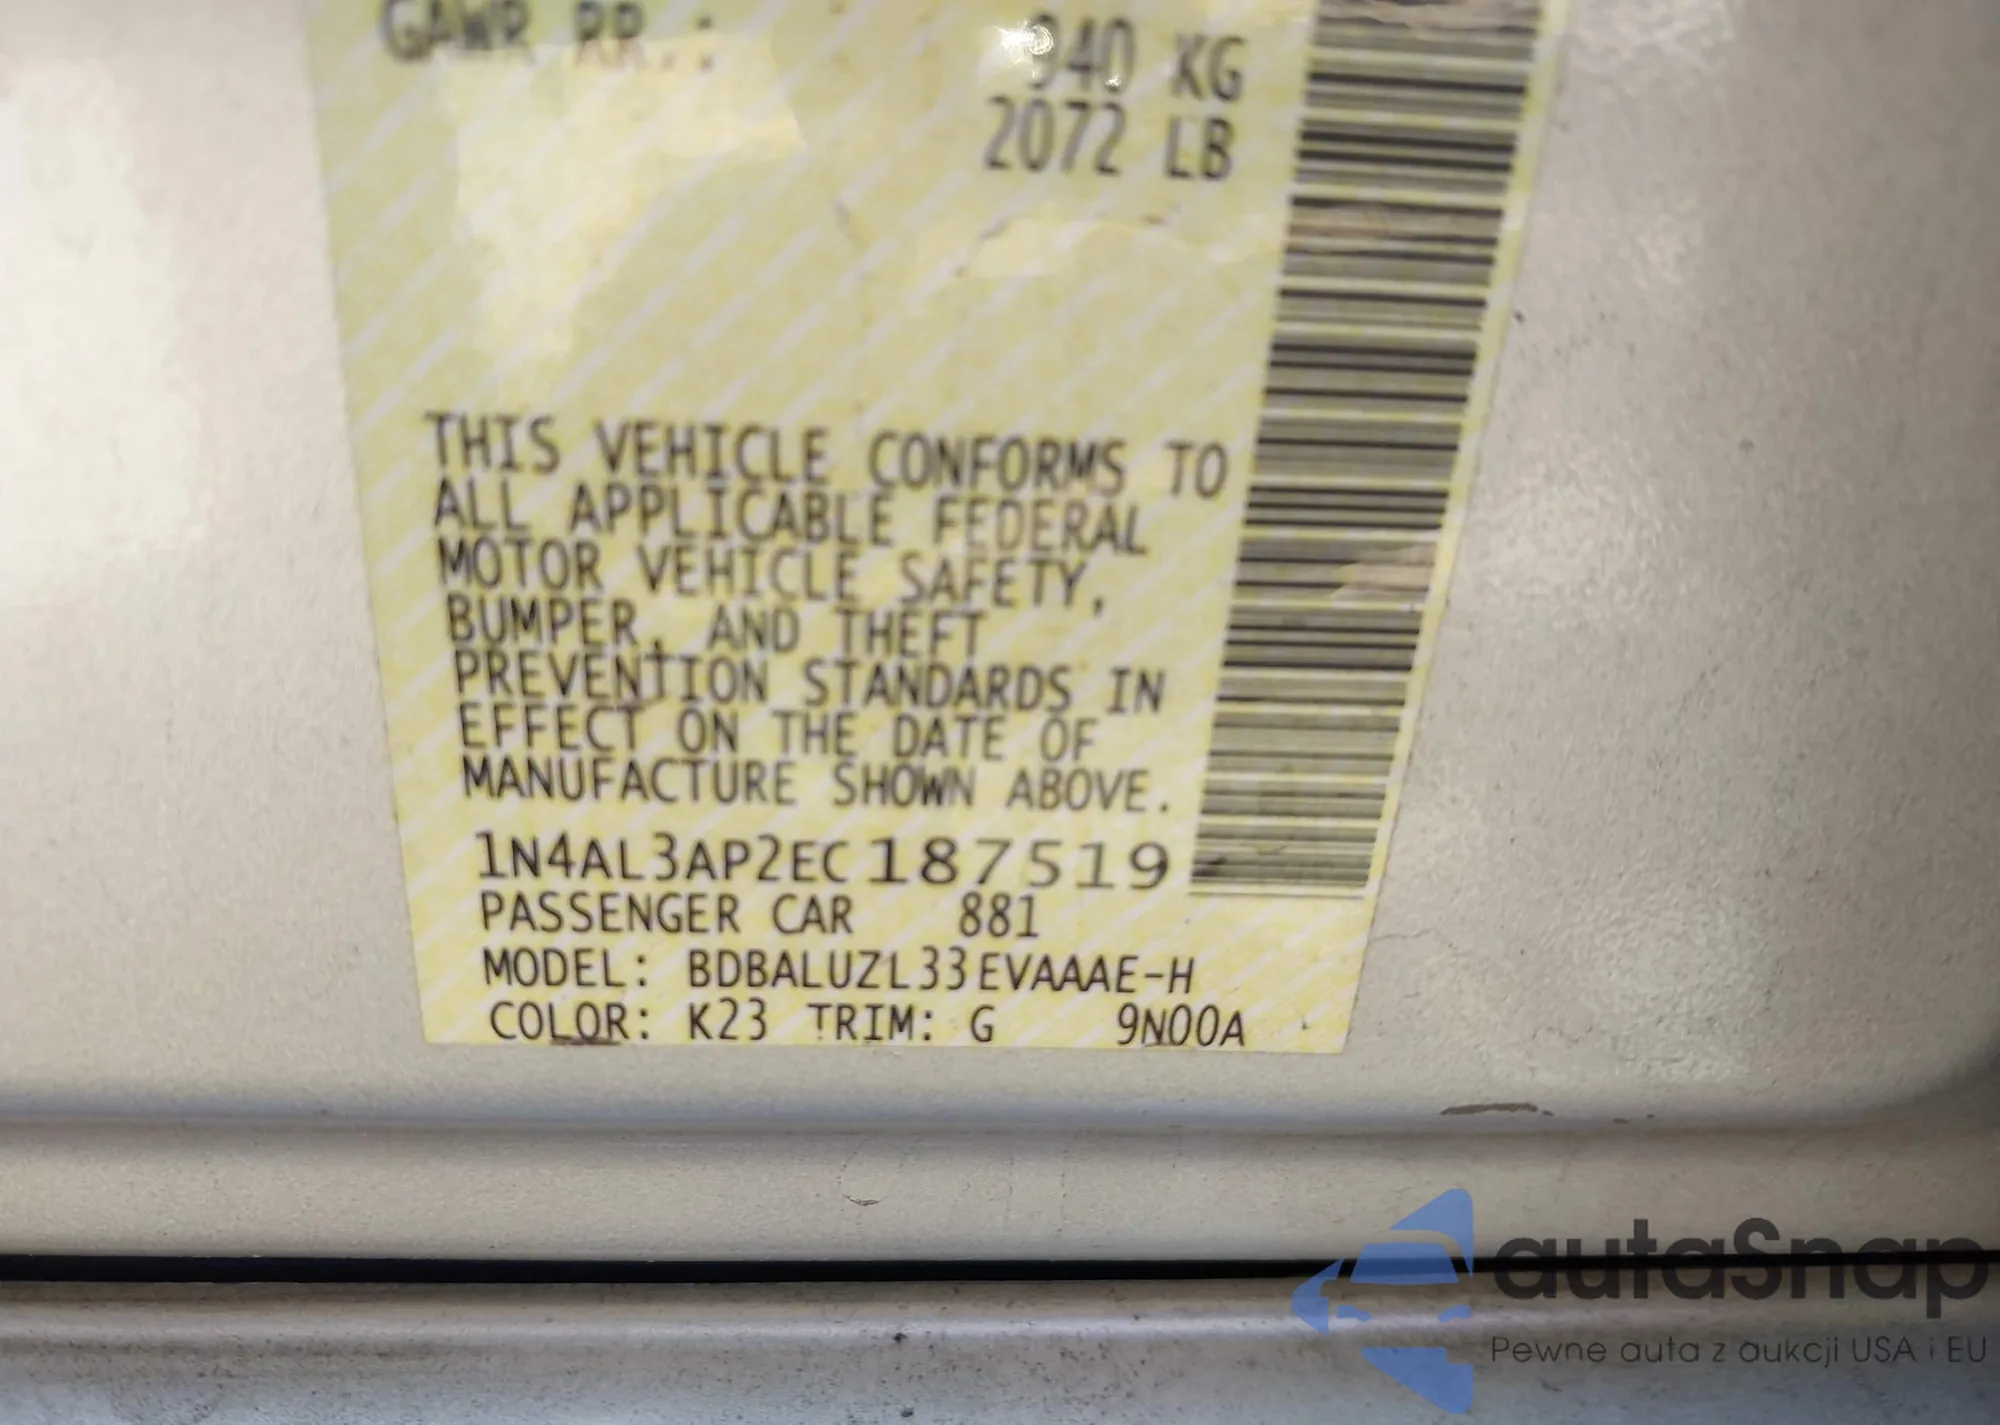 GAWR RR.: 940 KG
2072 LB
THIS VEHICLE CONFORMS TO
ALL APPLICABLE FEDERAL
MOTOR VEHICLE SAFETY,
BUMPER, AND THEFT
PREVENTION STANDARDS IN
EFFECT ON THE DATE OF
MANUFACTURE SHOWN ABOVE.
1N4AL3AP2EC187519
PASSENGER CAR 881
MODEL: BDBALUZL33EVAAAE-H
COLOR: K23 TRIM: G 9N00A
autaSnap
Pewne auta z aukcji USA i EU